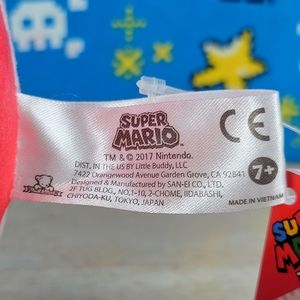 SUPER
MARIO
™ & © 2017 Nintendo.
DIST. IN THE US BY Little Buddy, LLC
7422 Orangewood Avenue Garden Grove, CA 92841
Designed & Manufactured by SAN-EI CO., LTD.
2F TUG BLDG., NO.1-10, 2-CHOME, IIDABASHI,
CHIYODA-KU, TOKYO, JAPAN
CE
7+
MADE IN VIETNAM
SUP